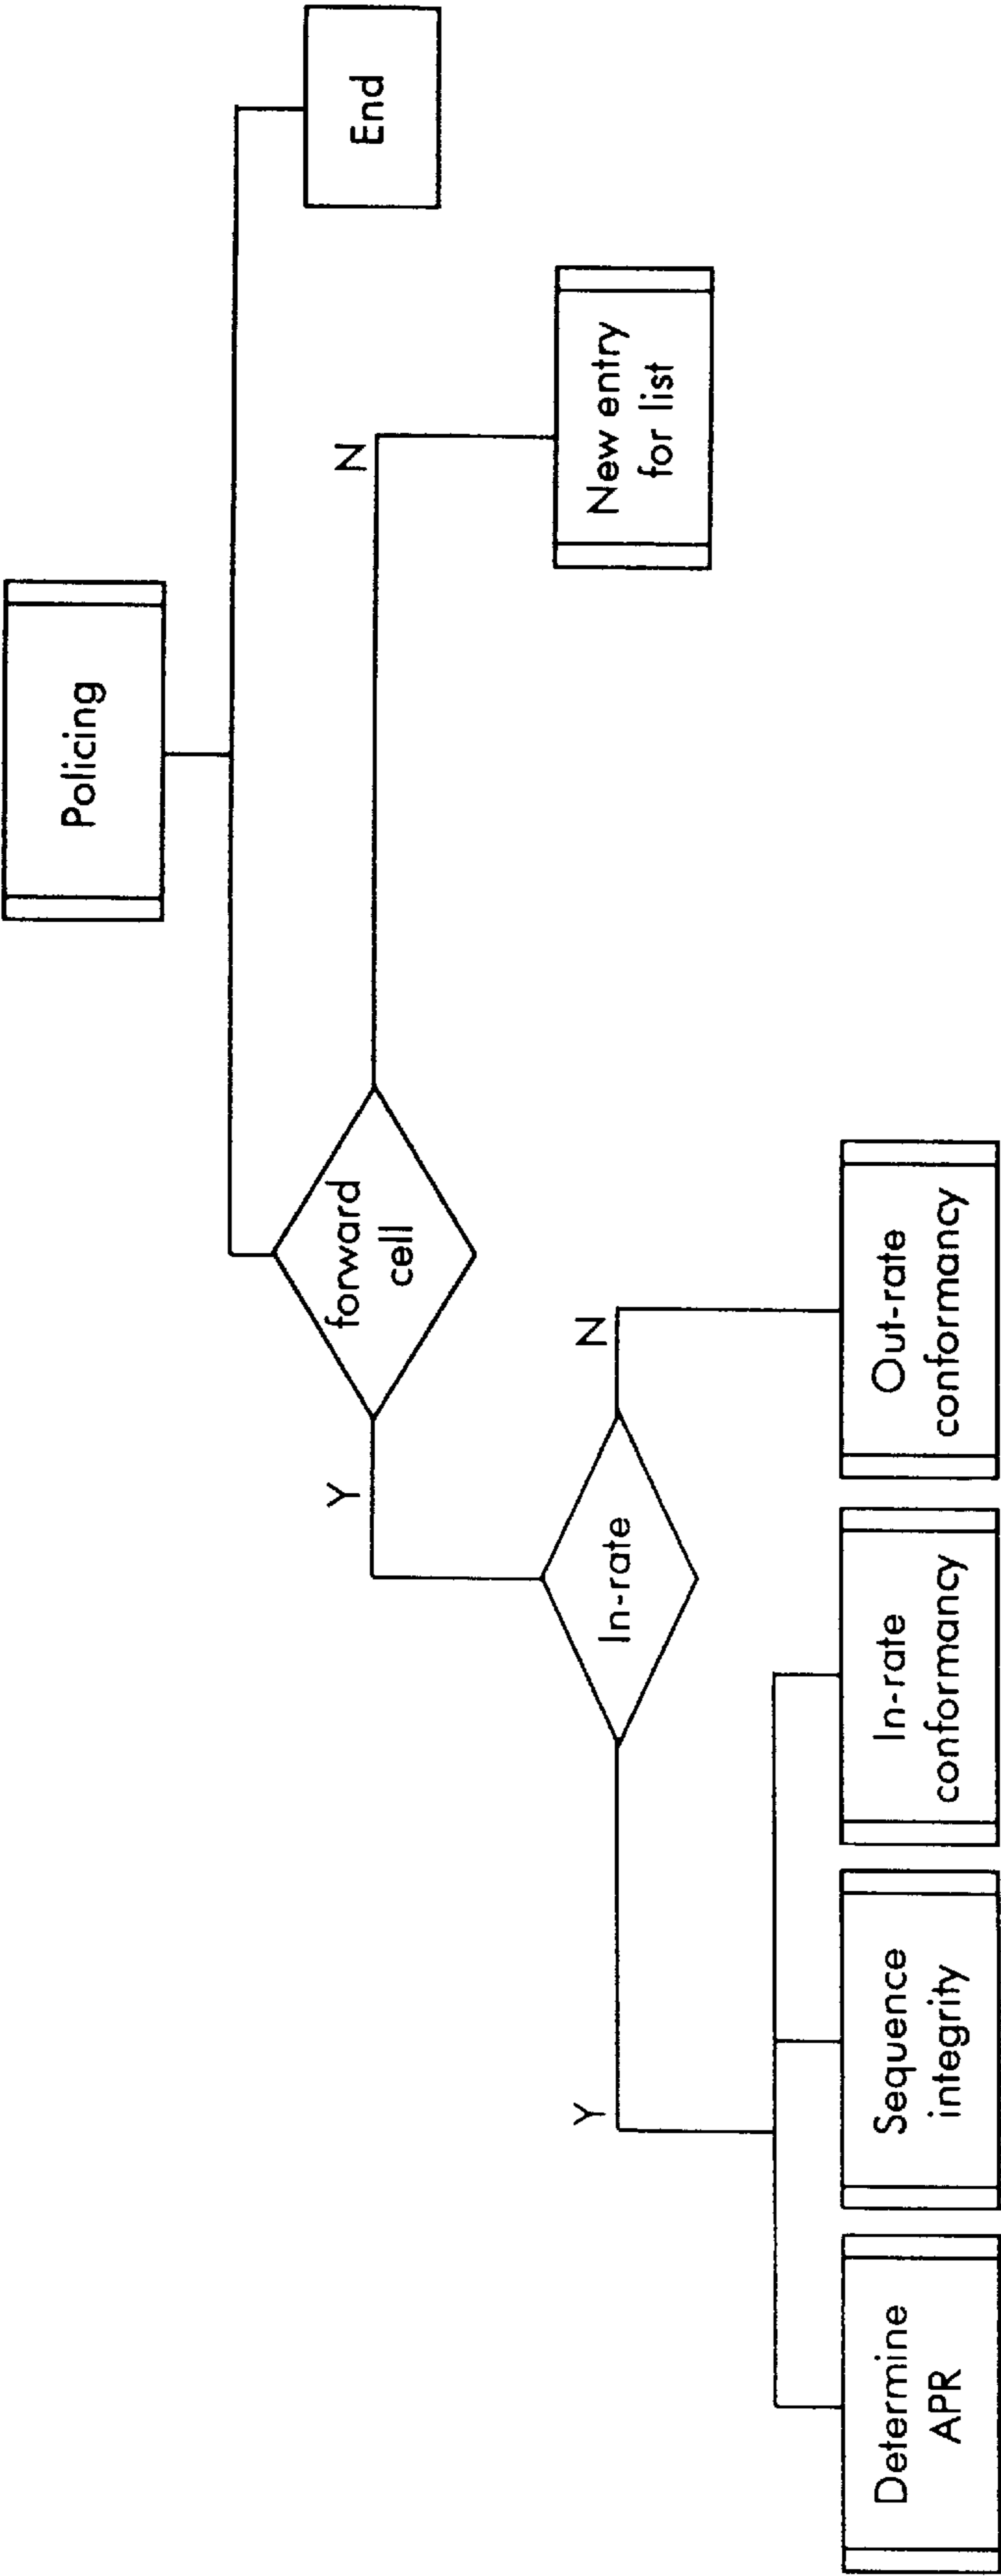 Policing
forward
cell
End
Y
N
In-rate
New entry
for list
Y
N
Determine
APR
Sequence
integrity
In-rate
conformancy
Out-rate
conformancy